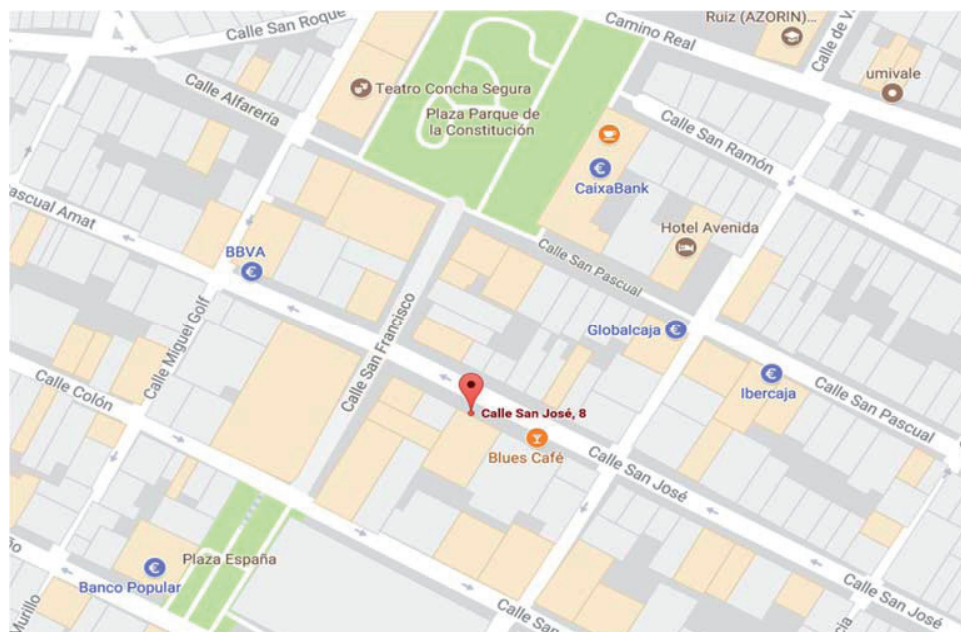 Calle San Roque
Camino Real
Ruiz (AZORIN)...
Calle de V
umivale
Calle Alfarería
Teatro Concha Segura
Plaza Parque de
la Constitución
Calle San Ramón
CaixaBank
Pascual Amat
Hotel Avenida
BBVA
Calle San Pascual
Calle Miguel Golf
Calle San Francisco
Globalcaja
Calle Colón
Ibercaja
Calle San José, 8
Calle San Pascual
Blues Café
Calle San José
Plaza España
Banco Popular
Calle San
Calle San José
Murillo